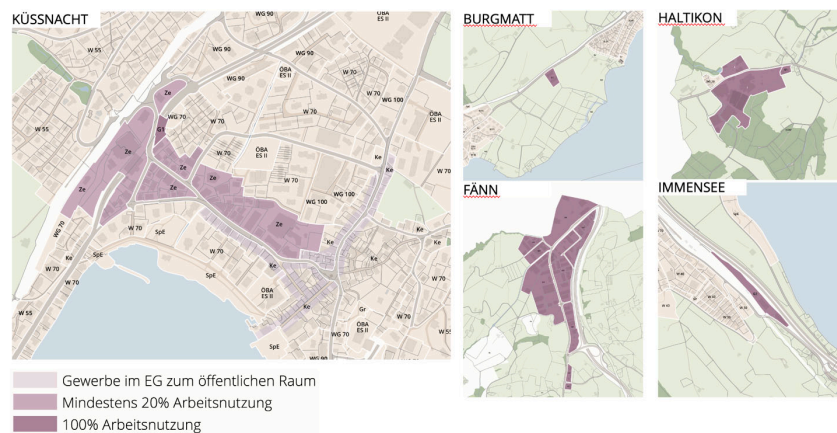 KÜSSNACHT
BURGMATT
HALTIKON
FÄNN
IMMENSEE
WG 90
WG 90
WG 90
W 70
ÖBA
ES II
W 55
W 55
Ze
WG 70
G1
W 70
W 70
WG 100
ÖBA
ES II
Ke
Ke
Ze
Ze
Ze
Ze
Ze
W 70
W 70
WG 100
WG 100
WG 70
SpE
SpE
SpE
W 70
W 70
W 55
Ke
Ke
Ke
Ke
W 70
W 70
W 70
ÖBA
ES II
ÖBA
ES II
Gr
WG 70
W 70
W 55
SpE
WG 90
Gewerbe im EG zum öffentlichen Raum
Mindestens 20% Arbeitsnutzung
100% Arbeitsnutzung